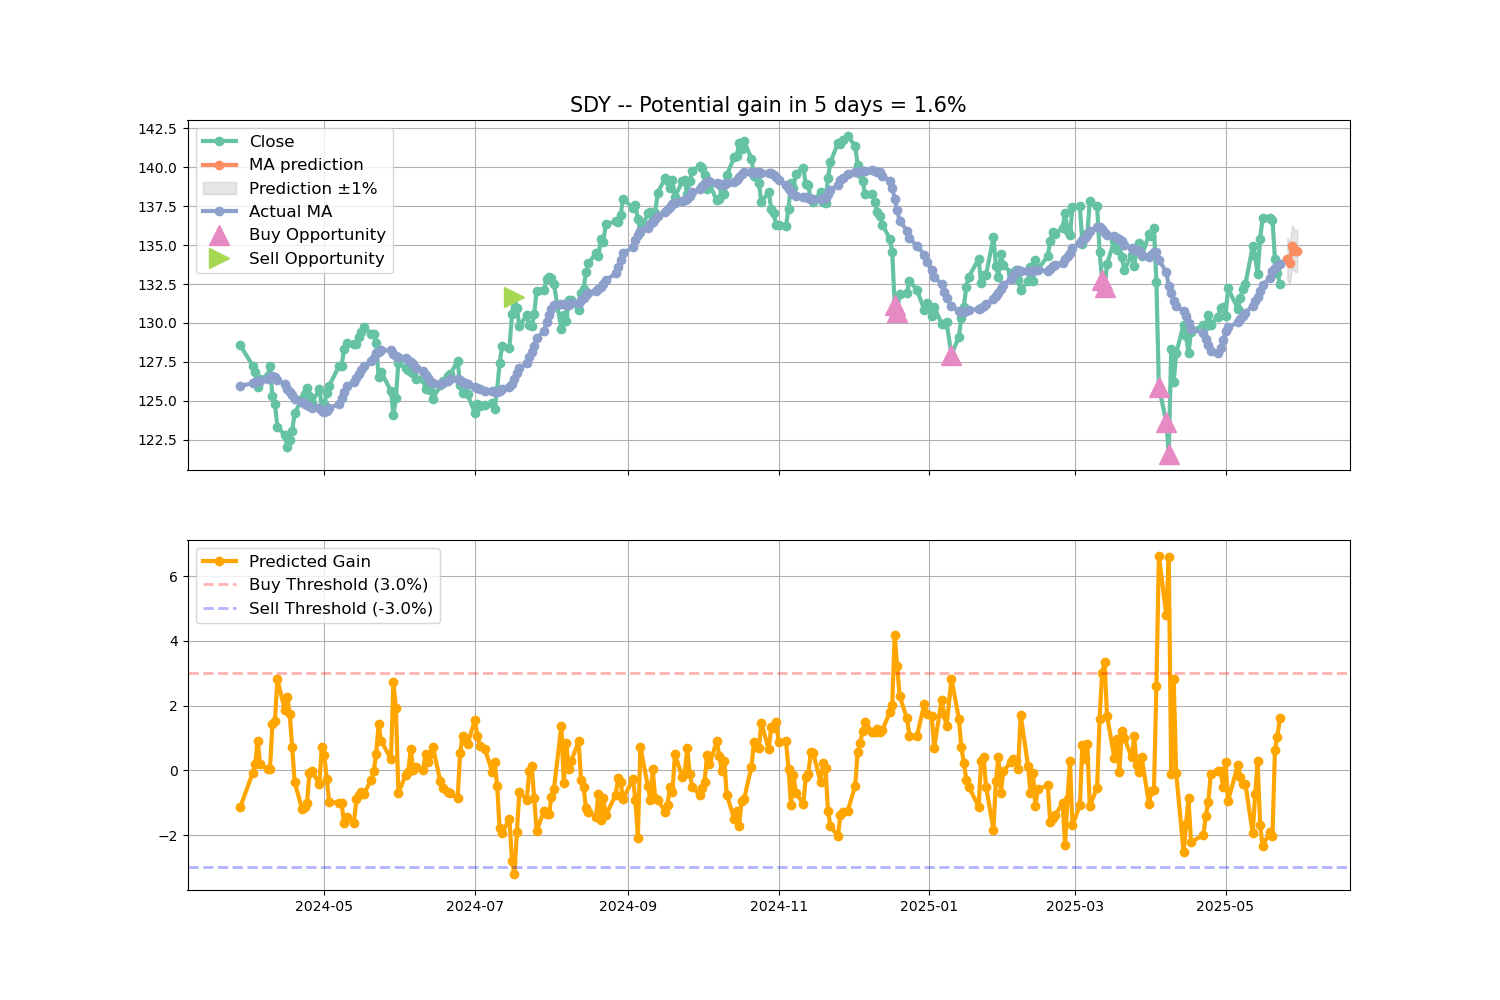 SDY -- Potential gain in 5 days = 1.6%
142.5
140.0
137.5
135.0
132.5
130.0
127.5
125.0
122.5
Close
MA prediction
Prediction ±1%
Actual MA
Buy Opportunity
Sell Opportunity
6
4
2
0
−2
Predicted Gain
Buy Threshold (3.0%)
Sell Threshold (-3.0%)
2024-05
2024-07
2024-09
2024-11
2025-01
2025-03
2025-05